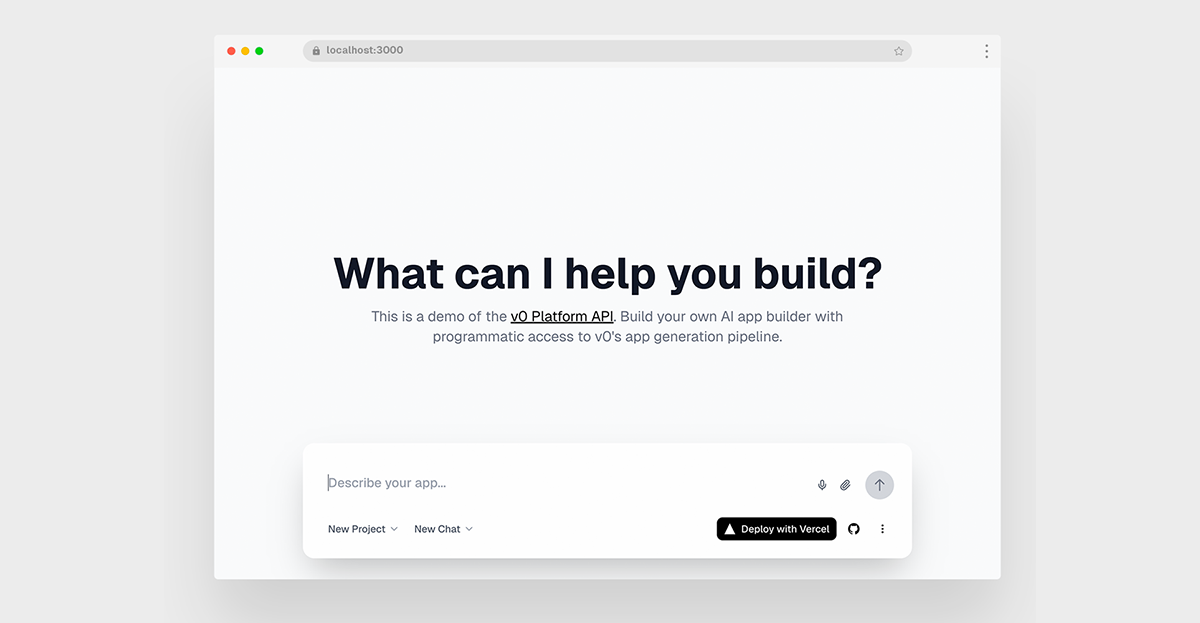 localhost:3000
What can I help you build?
This is a demo of the v0 Platform API. Build your own AI app builder with
programmatic access to v0's app generation pipeline.
Describe your app...
New Project New Chat Deploy with Vercel